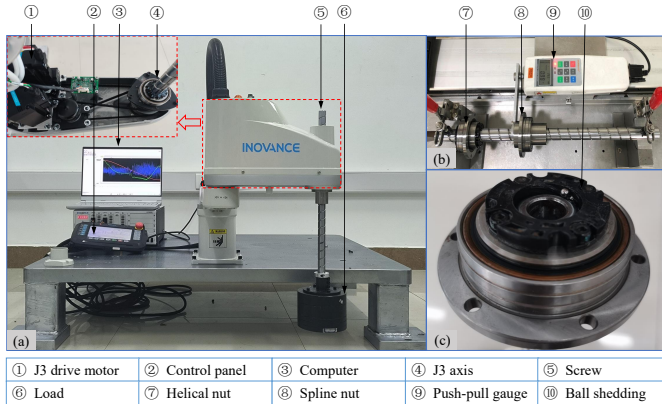 ① ② ③ ④ ⑤ ⑥ ⑦ ⑧ ⑨ ⑩
INOVANCE
(a)
(b)
(c)
① J3 drive motor ② Control panel ③ Computer ④ J3 axis ⑤ Screw
⑥ Load ⑦ Helical nut ⑧ Spline nut ⑨ Push-pull gauge ⑩ Ball shedding